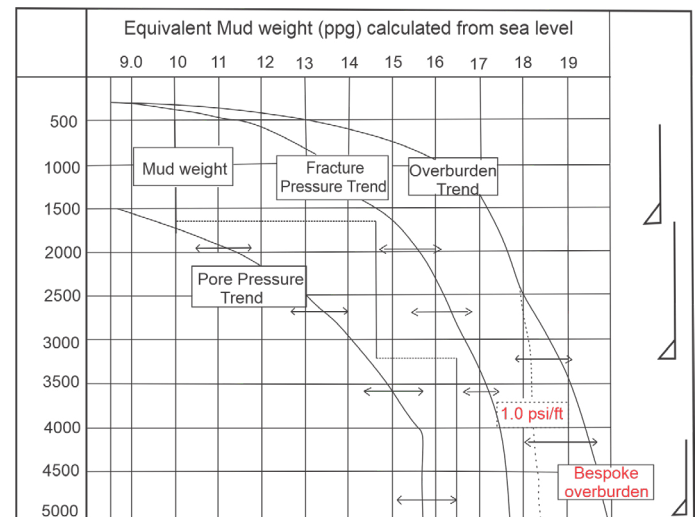 Equivalent Mud weight (ppg) calculated from sea level
9.0 10 11 12 13 14 15 16 17 18 19
500
1000
1500
2000
2500
3000
3500
4000
4500
5000
Mud weight
Fracture
Pressure Trend
Overburden
Trend
Pore Pressure
Trend
1.0 psi/ft
Bespoke
overburden